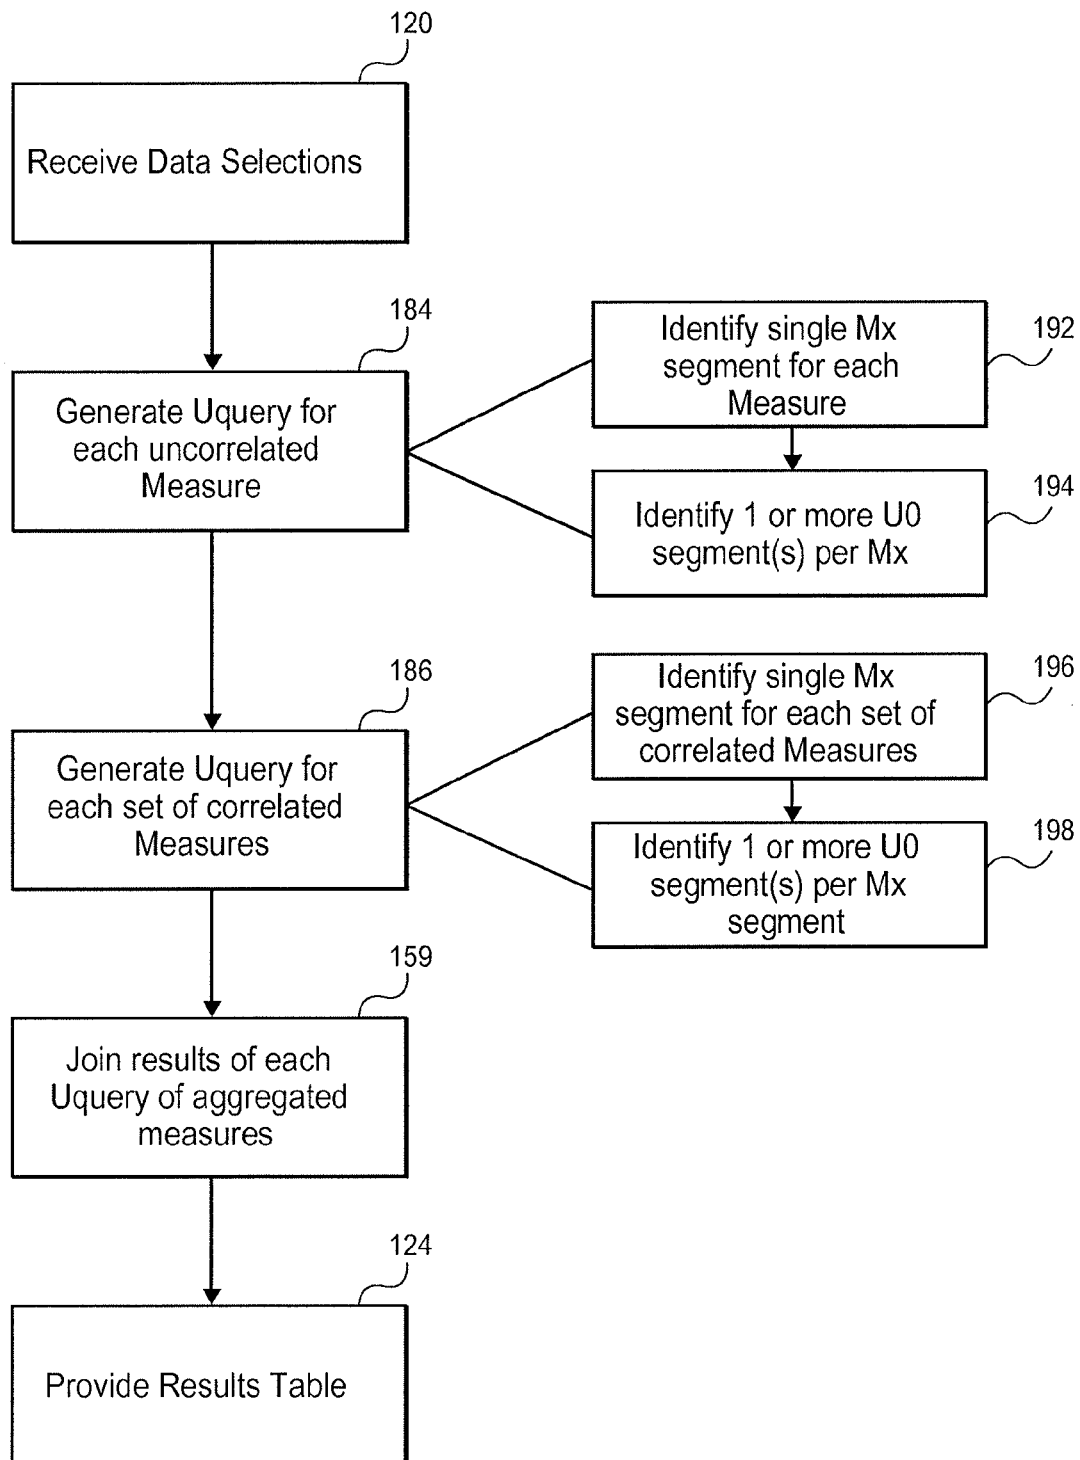 120
Receive Data Selections
184
Generate Uquery for
each uncorrelated
Measure
Identify single Mx
segment for each
Measure
192
Identify 1 or more U0
segment(s) per Mx
194
186
Generate Uquery for
each set of correlated
Measures
Identify single Mx
segment for each set of
correlated Measures
196
Identify 1 or more U0
segment(s) per Mx
segment
198
159
Join results of each
Uquery of aggregated
measures
124
Provide Results Table